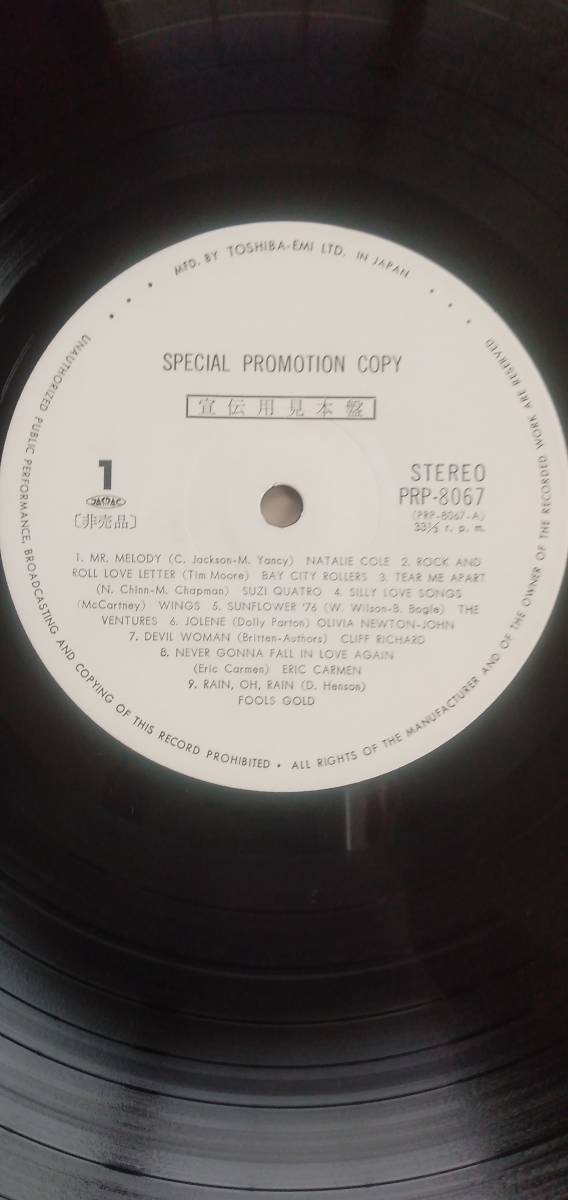 MFD. BY TOSHIBA-EMI LTD. IN JAPAN
SPECIAL PROMOTION COPY
宣伝用見本盤
1
STEREO
PRP-8067
[非売品]
(PRP-8067-A)
33⅓ r. p. m.
1. MR. MELODY (C. Jackson-M. Yancy) NATALIE COLE 2. ROCK AND
ROLL LOVE LETTER (Tim Moore) BAY CITY ROLLERS 3. TEAR ME APART
(N. Chinn-M. Chapman) SUZI QUATRO 4. SILLY LOVE SONGS
(McCartney) WINGS 5. SUNFLOWER '76 (W. Wilson-B. Bogle) THE
VENTURES 6. JOLENE (Dolly Parton) OLIVIA NEWTON-JOHN
7. DEVIL WOMAN (Britten-Authors) CLIFF RICHARD
8. NEVER GONNA FALL IN LOVE AGAIN
(Eric Carmen) ERIC CARMEN
9. RAIN, OH, RAIN (D. Henson)
FOOLS GOLD
UNAUTHORIZED PUBLIC PERFORMANCE, BROADCASTING AND COPYING OF THIS RECORD PROHIBITED • ALL RIGHTS OF THE MANUFACTURER AND OF THE OWNER OF THE RECORDED WORK ARE RESERVED